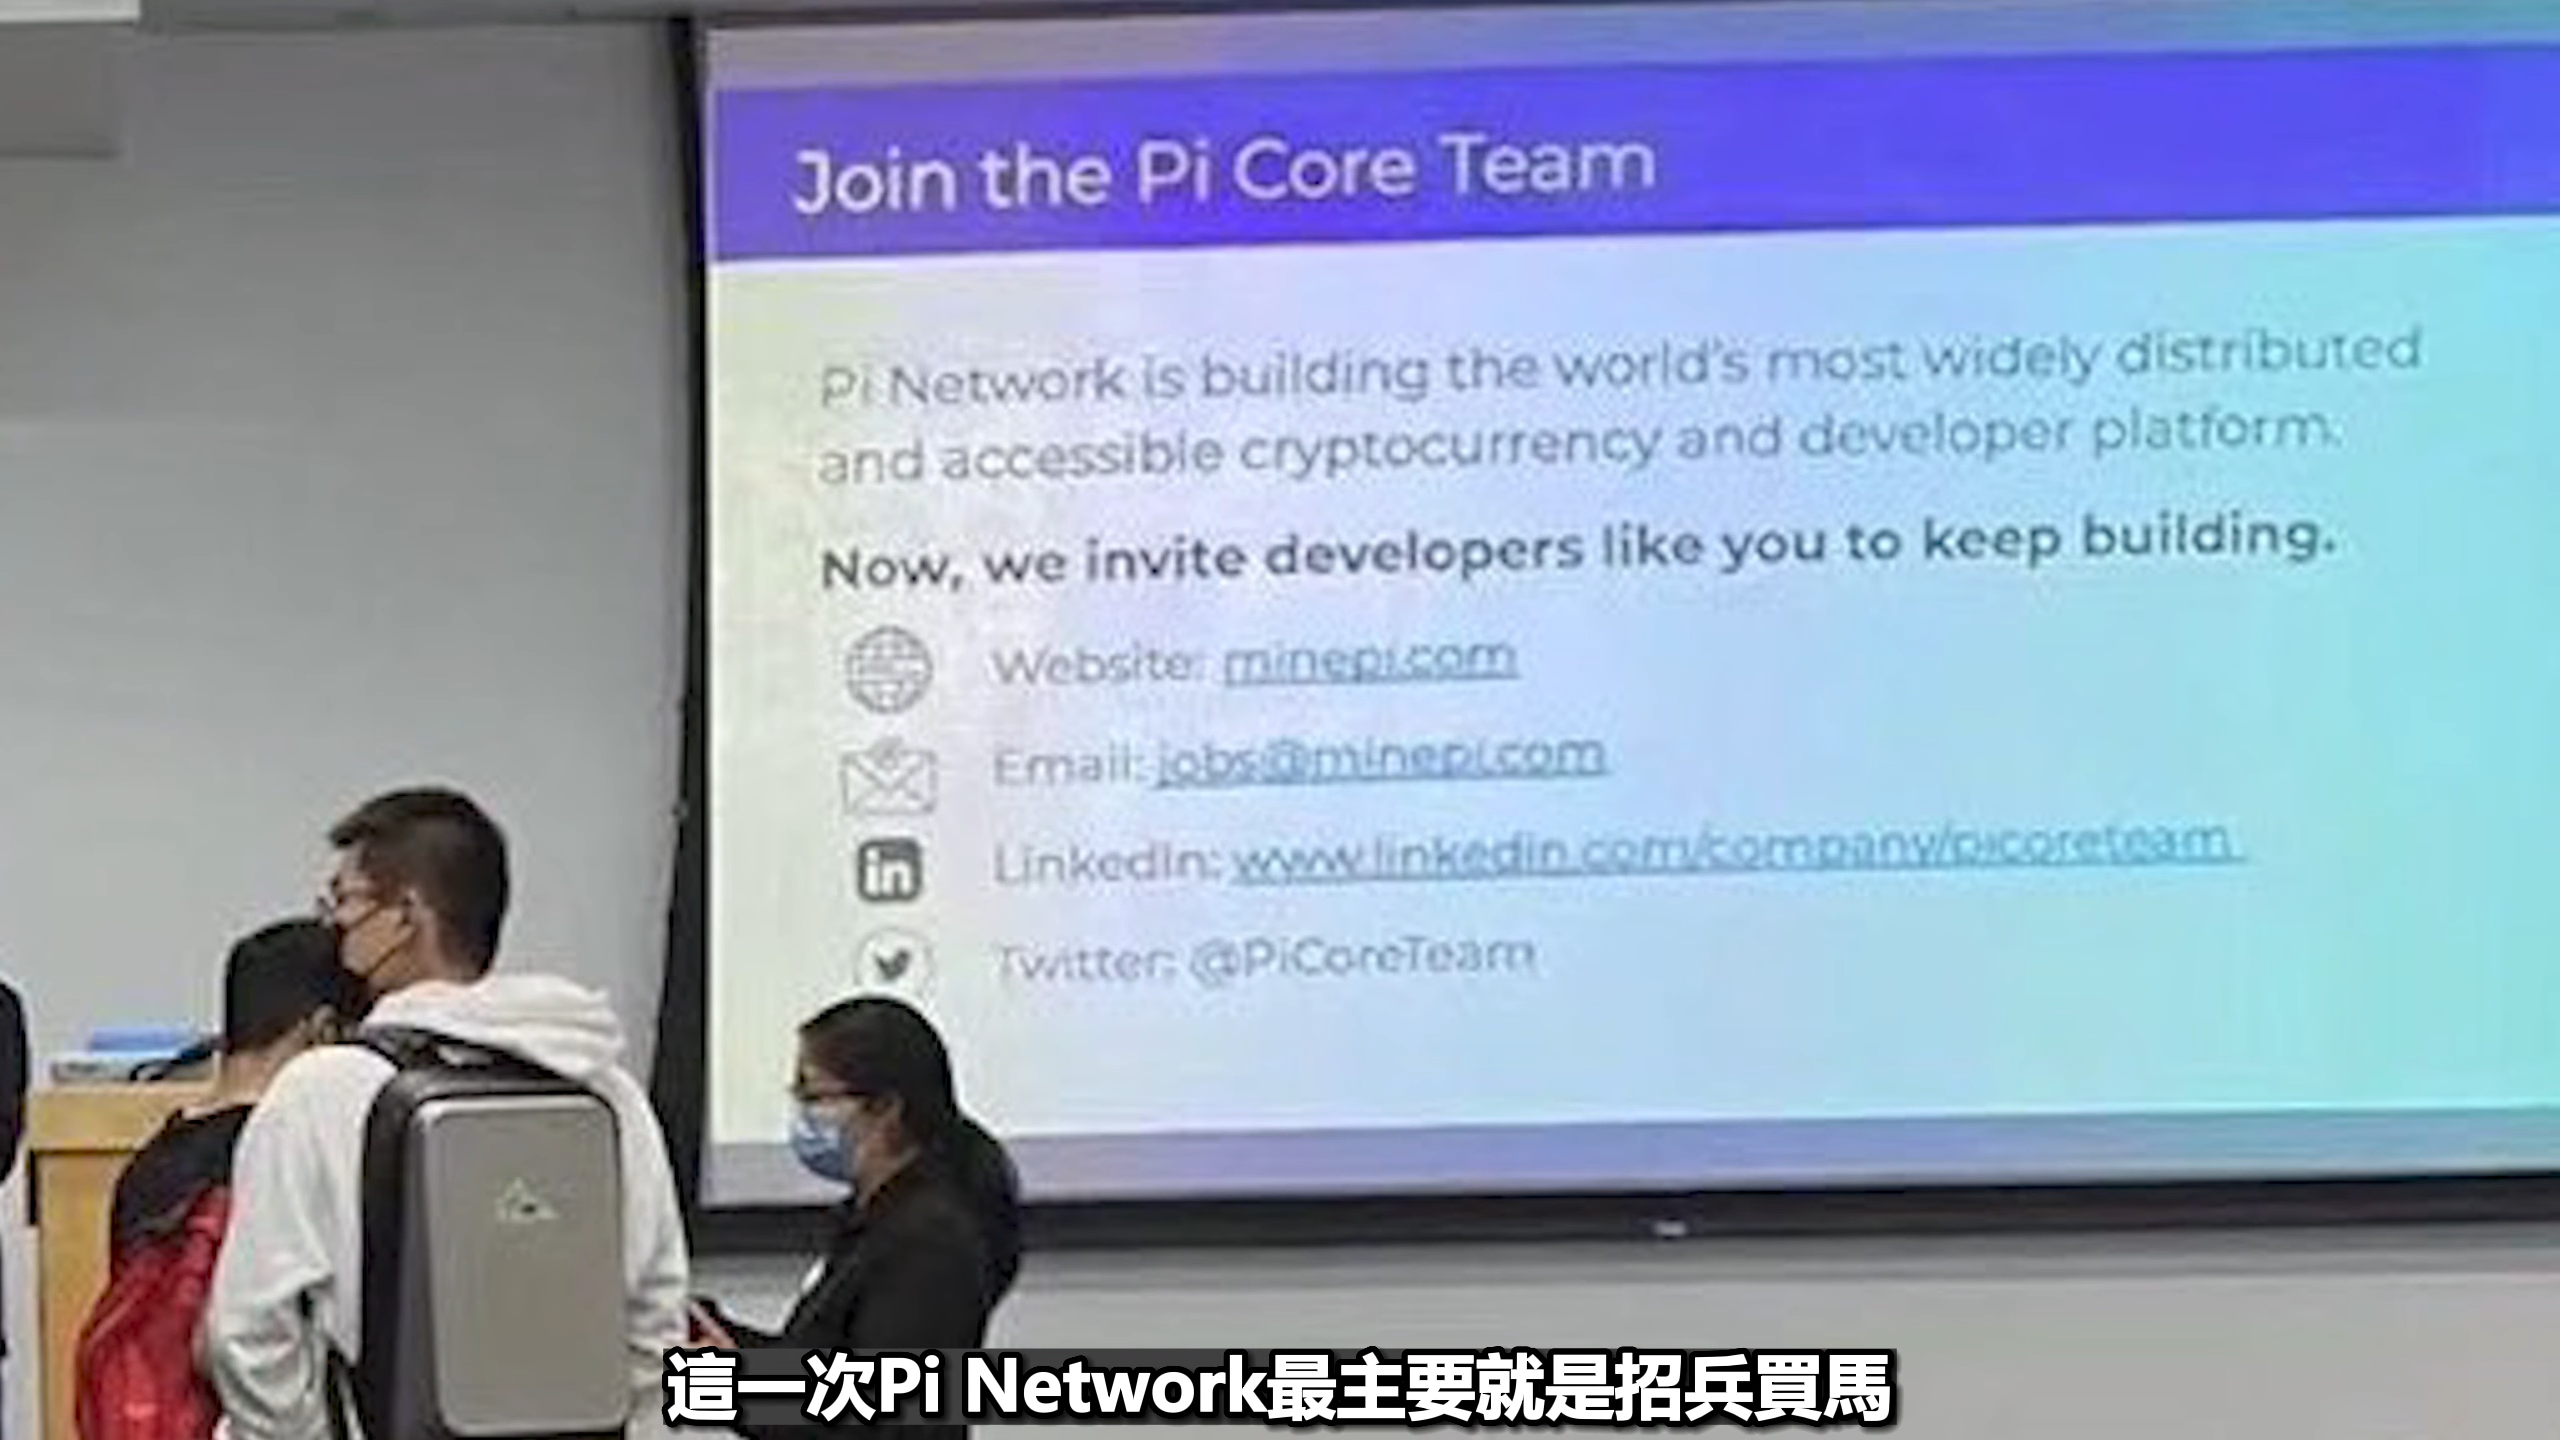 Join the Pi Core Team
Pi Network is building the world's most widely distributed
and accessible cryptocurrency and developer platform.
Now, we invite developers like you to keep building.
Website: minepi.com
Email: jobs@minepi.com
in LinkedIn: www.linkedin.com/company/picoreteam
Twitter: @PiCoreTeam
這一次Pi Network最主要就是招兵買馬